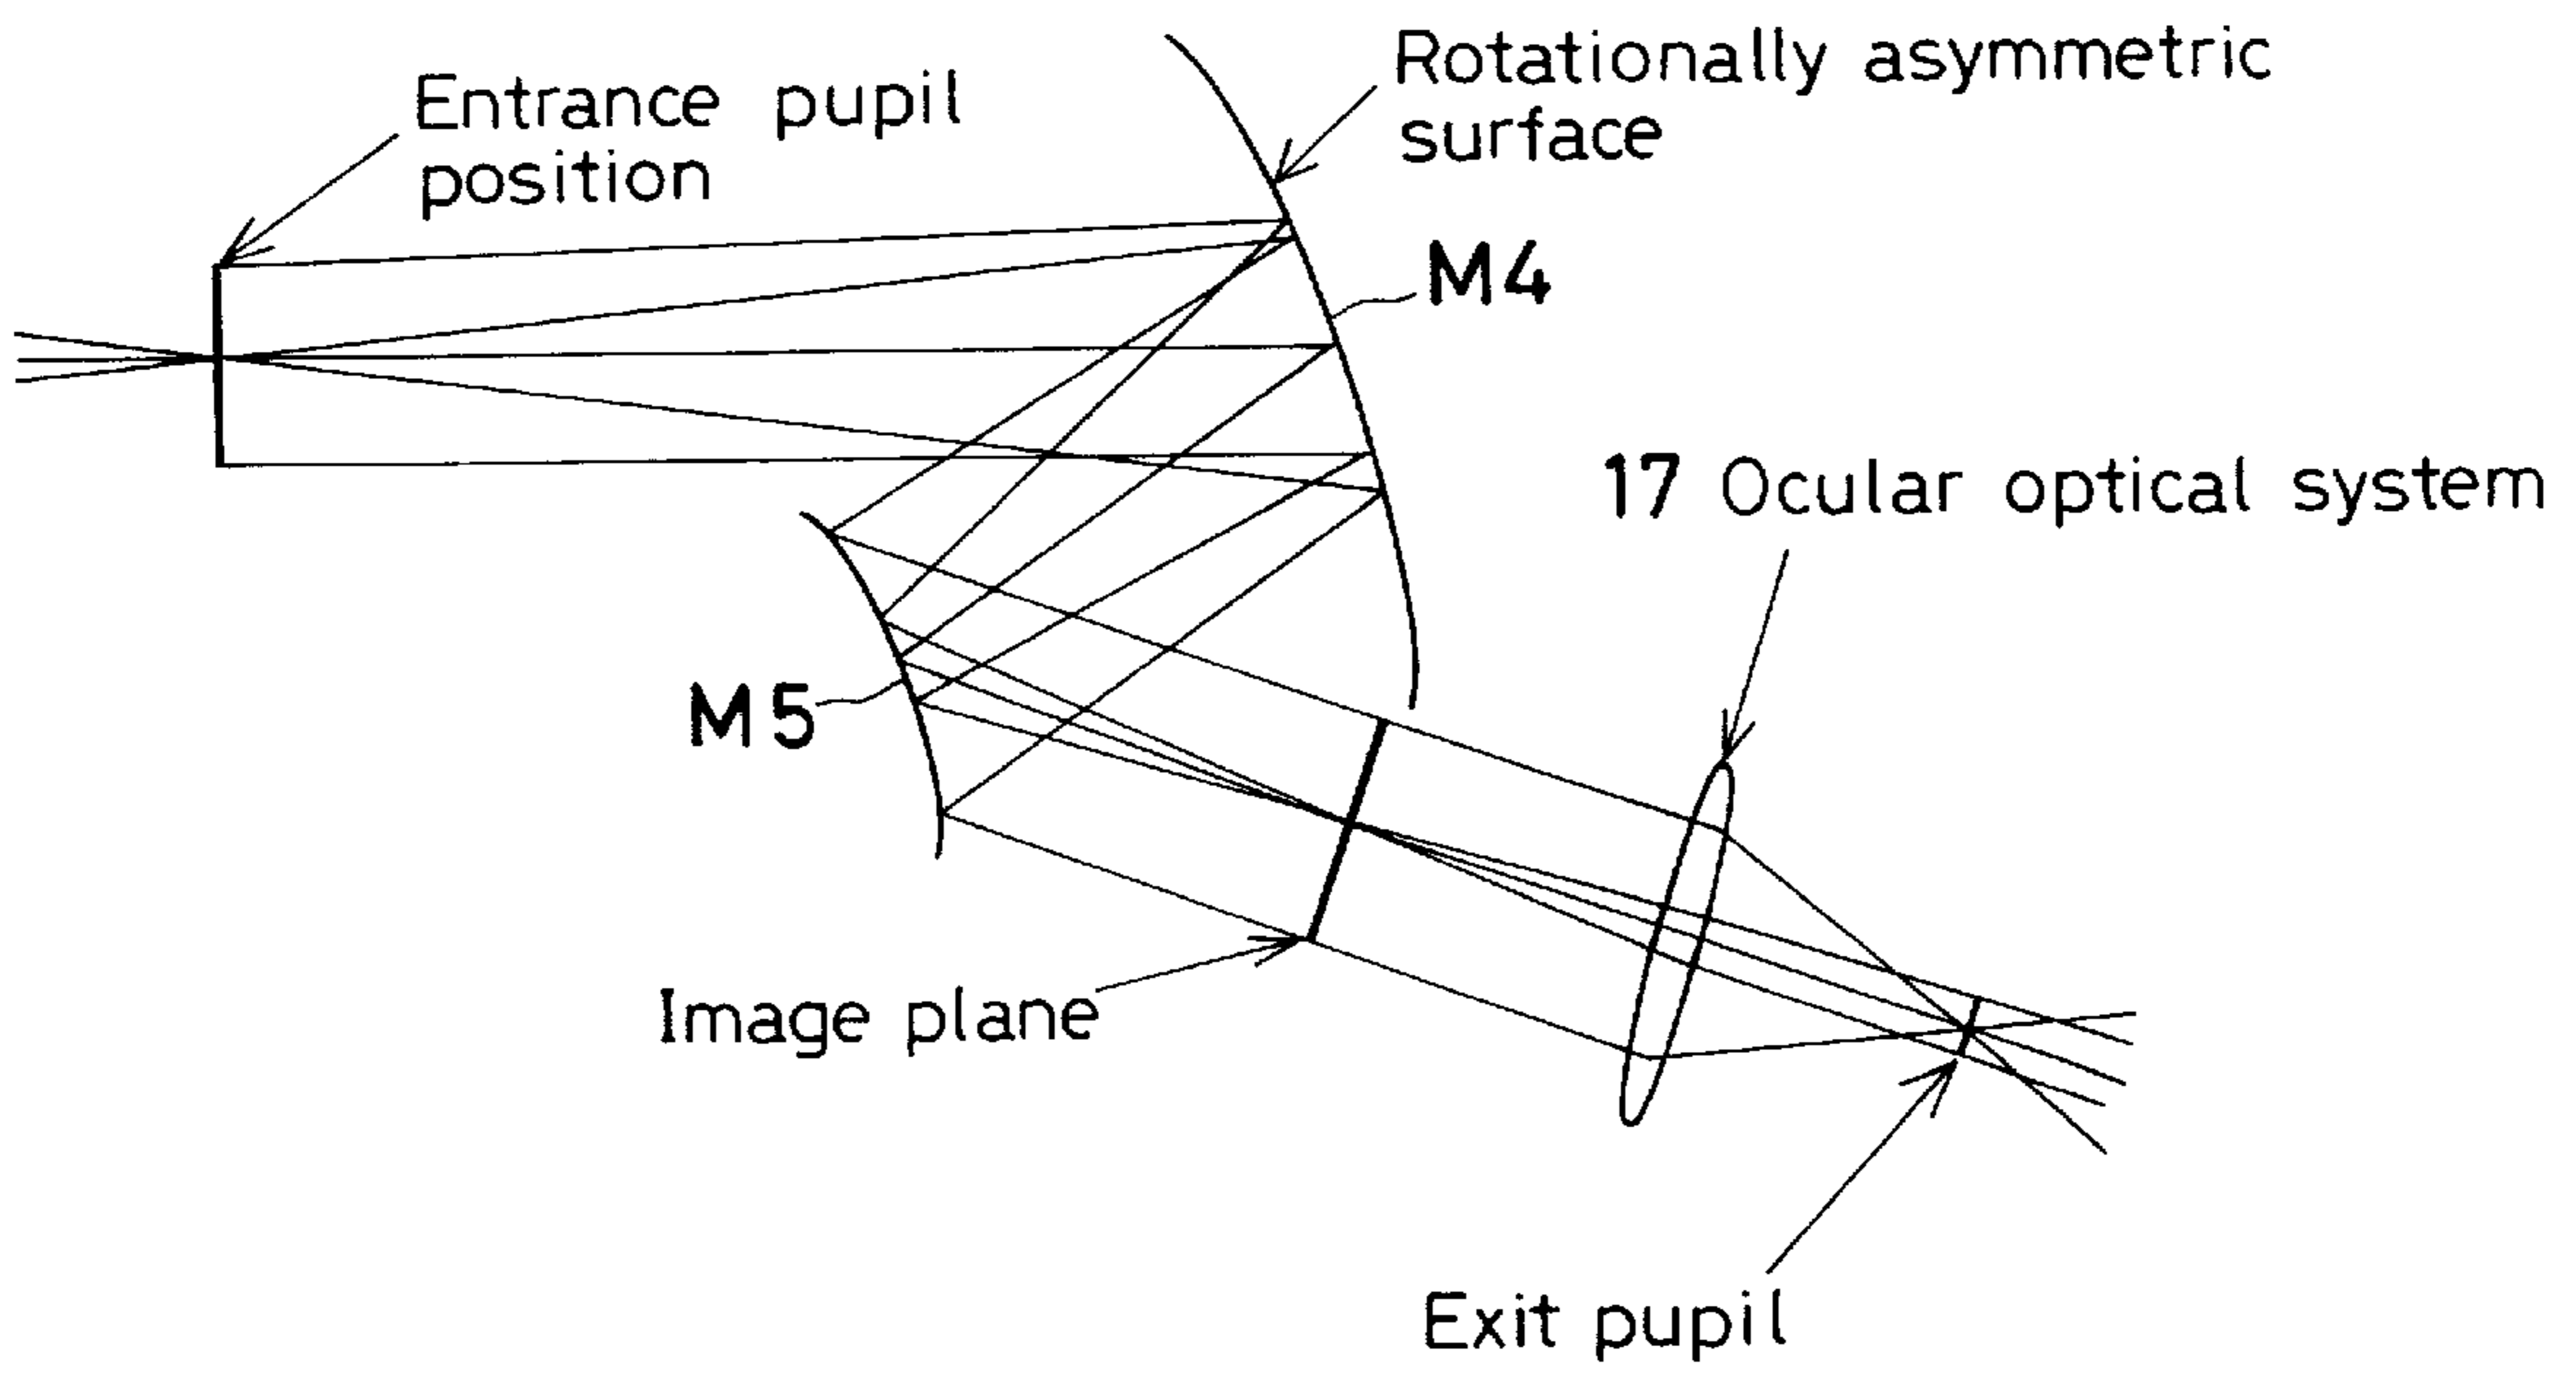 Entrance pupil
position
Rotationally asymmetric
surface
M4
17 Ocular optical system
M5
Image plane
Exit pupil